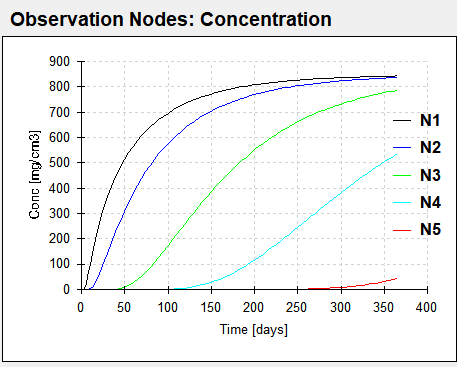 Observation Nodes: Concentration
900
800
700
600
500
400
300
200
100
0
Conc [mg/cm3]
0 50 100 150 200 250 300 350 400
Time [days]
N1
N2
N3
N4
N5